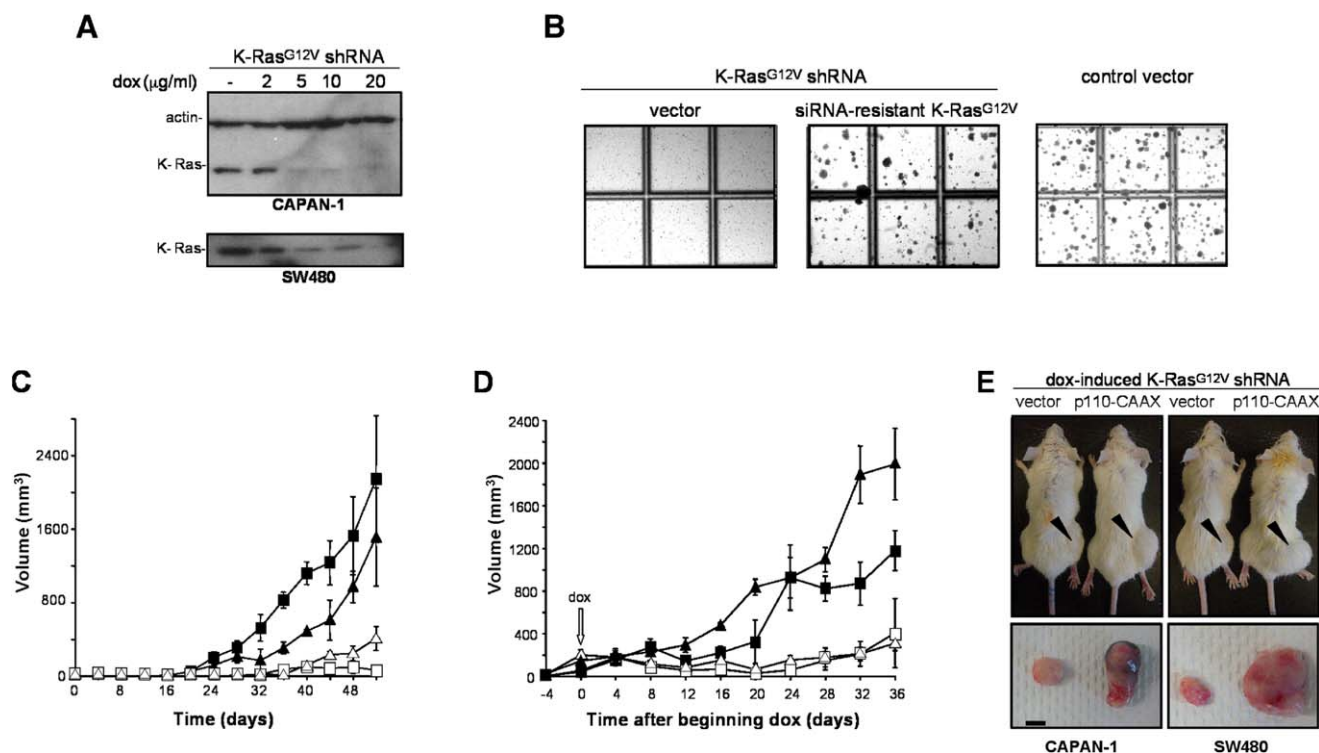 A
K-RasG12V shRNA
dox (µg/ml) - 2 5 10 20
actin-
K- Ras-
CAPAN-1
K- Ras-
SW480
B
K-RasG12V shRNA
control vector
vector
siRNA-resistant K-RasG12V
C
Volume (mm3)
2400
1600
800
0
0 8 16 24 32 40 48
Time (days)
D
Volume (mm3)
2400
2000
1600
1200
800
400
0
dox
-4 0 4 8 12 16 20 24 28 32 36
Time after beginning dox (days)
E
dox-induced K-RasG12V shRNA
vector p110-CAAX vector p110-CAAX
CAPAN-1
SW480